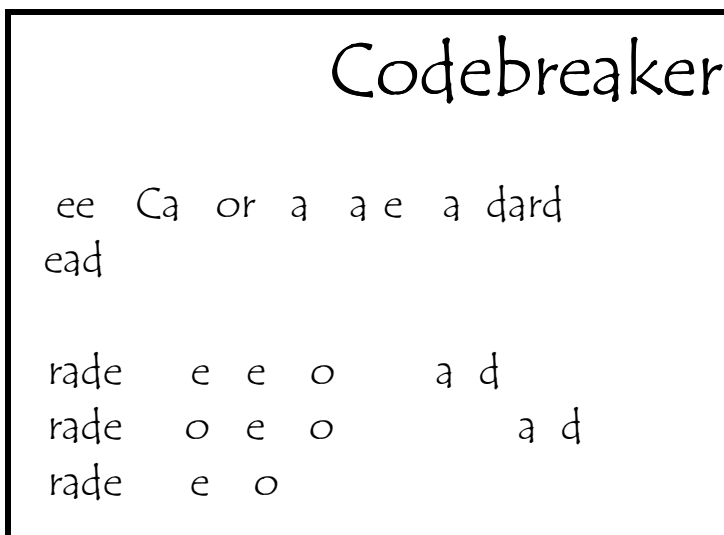 Codebreaker
ee Ca or a a e a dard
ead
rade e e o a d
rade o e o a d
rade e o